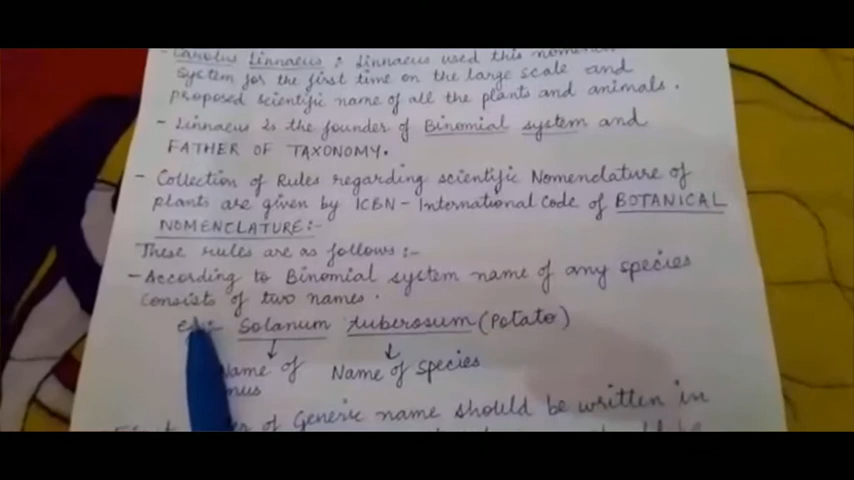 - Carolus Linnaeus : Linnaeus used this
system for the first time on the large scale and
proposed scientific name of all the plants and animals.
- Linnaeus is the founder of Binomial system and
FATHER OF TAXONOMY.
- Collection of Rules regarding scientific Nomenclature of
plants are given by ICBN - International Code of BOTANICAL
NOMENCLATURE:-
These rules are as follows :-
- According to Binomial system name of any species
consists of two names.
Solanum tuberosum (Potato)
Name of Name of species
of Generic name should be written in